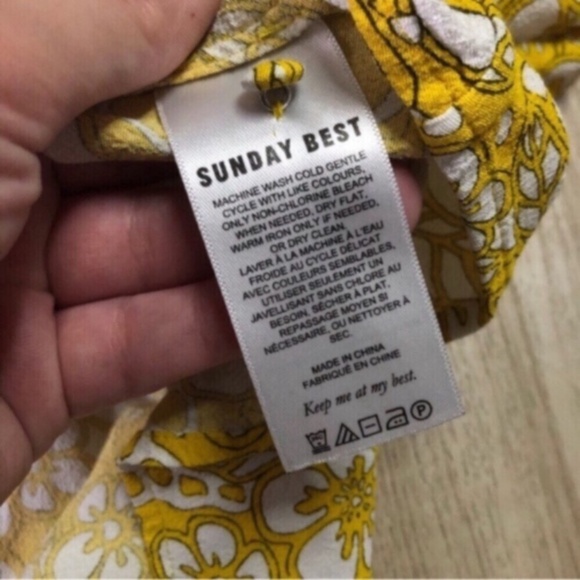 SUNDAY BEST
MACHINE WASH COLD GENTLE
CYCLE WITH LIKE COLOURS,
ONLY NON-CHLORINE BLEACH
WHEN NEEDED, DRY FLAT,
WARM IRON ONLY IF NEEDED,
OR DRY CLEAN.
LAVER À LA MACHINE À L'EAU
FROIDE AU CYCLE DÉLICAT
AVEC COULEURS SEMBLABLES,
UTILISER SEULEMENT UN
JAVELLISANT SANS CHLORE AU
BESOIN, SÉCHER À PLAT,
REPASSAGE MOYEN SI
NÉCESSAIRE, OU NETTOYER À
SEC.
MADE IN CHINA
FABRIQUÉ EN CHINE
Keep me at my best.
P